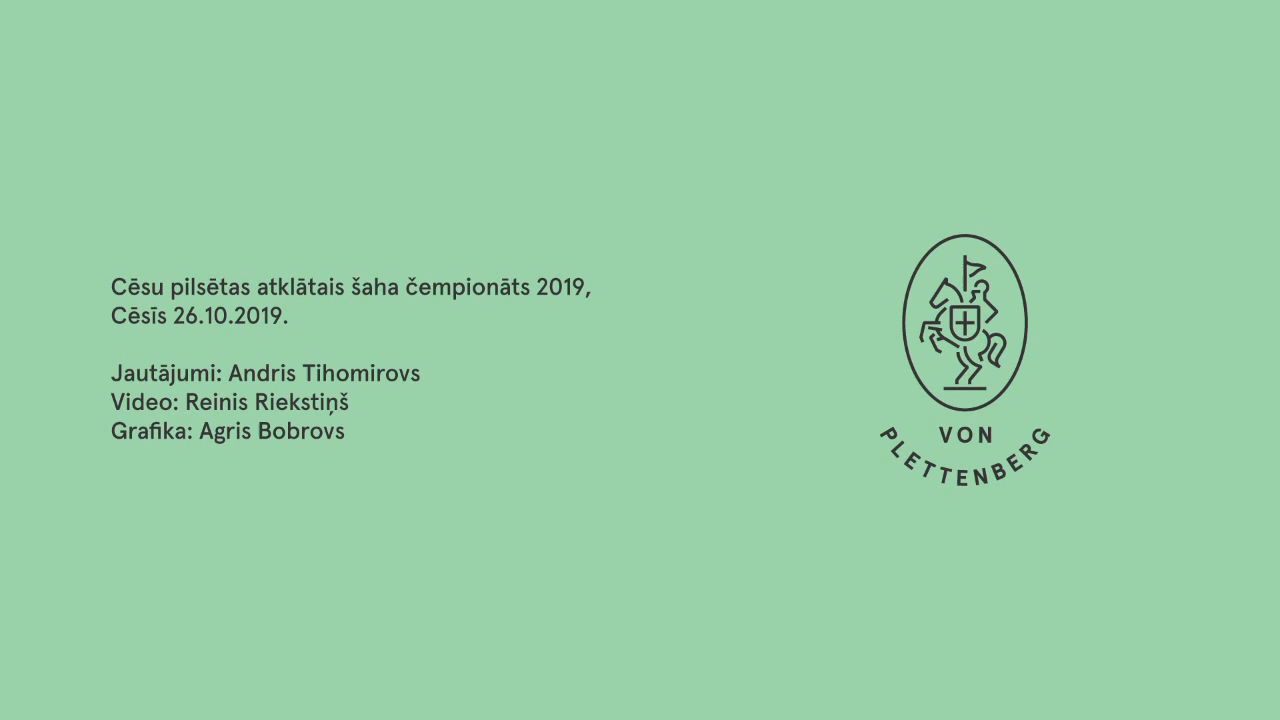 Cēsu pilsētas atklātais šaha čempionāts 2019,
Cēsīs 26.10.2019.
Jautājumi: Andris Tihomirovs
Video: Reinis Riekstiņš
Grafika: Agris Bobrovs
VON
PLETTENBERG